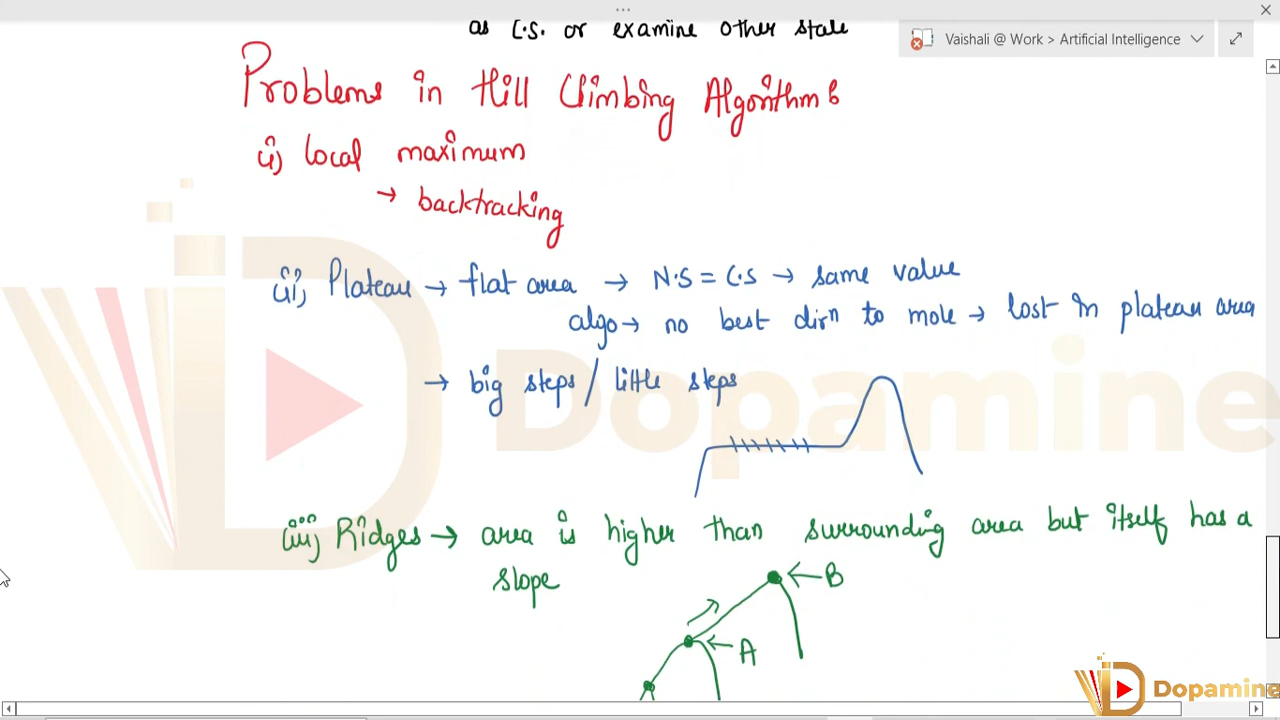 as C.S. or examine other state
Vaishali @ Work > Artificial Intelligence
Problems in Hill Climbing Algorithms
i) local maximum
→ backtracking
ii) Plateau → flat area → N.S = C.S → same value
algo → no best dirn to move → lost in plateau area
→ big steps / little steps
iii) Ridges → area is higher than surrounding area but itself has a
slope
← B
← A
Dopamine
Dopamine